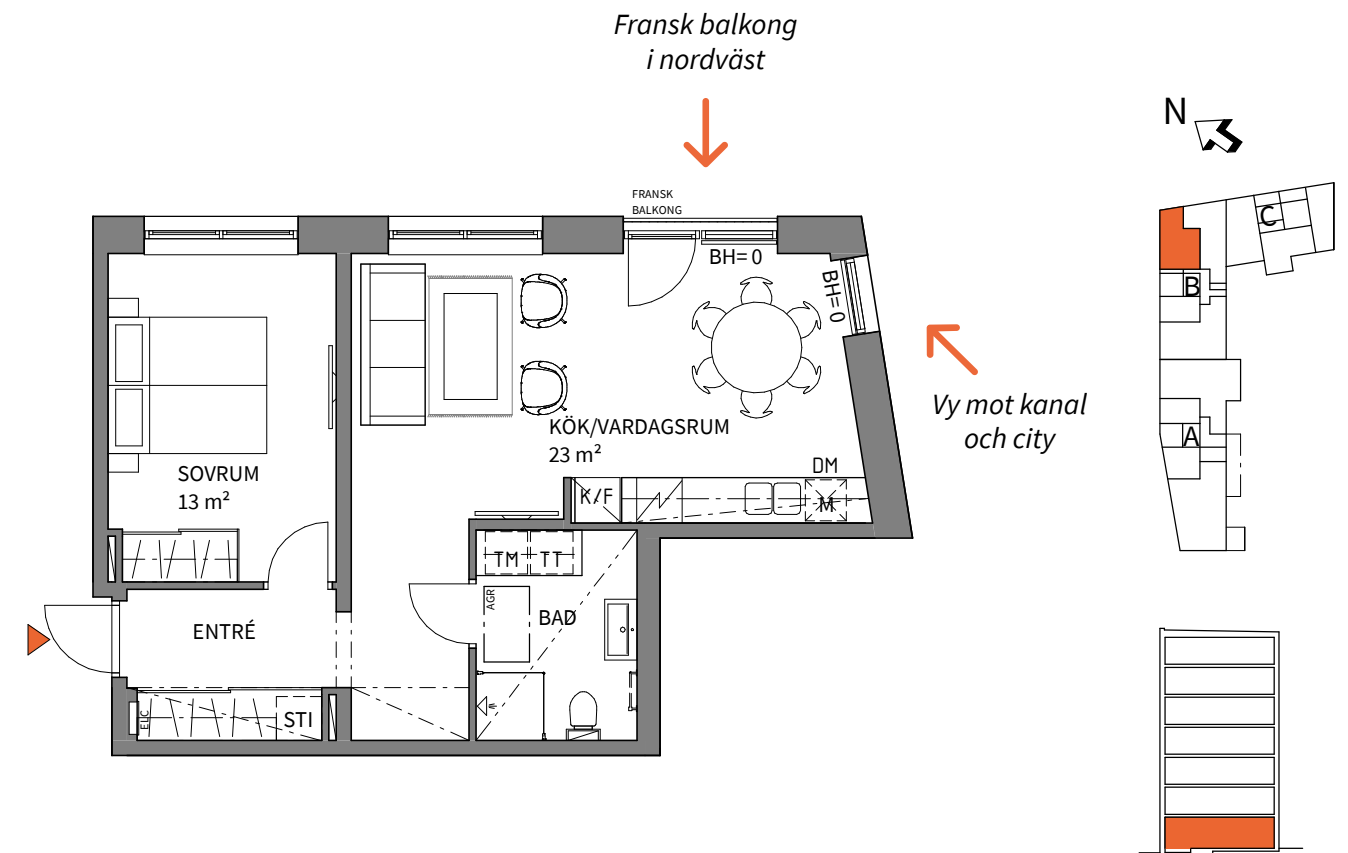 Fransk balkong
i nordväst
N
FRANSK
BALKONG
BH= 0
BH= 0
C
B
A
Vy mot kanal
och city
KÖK/VARDAGSRUM
23 m²
SOVRUM
13 m²
DM
K/F
M
TM
TT
AGR
BAD
ENTRÉ
ELC
STI